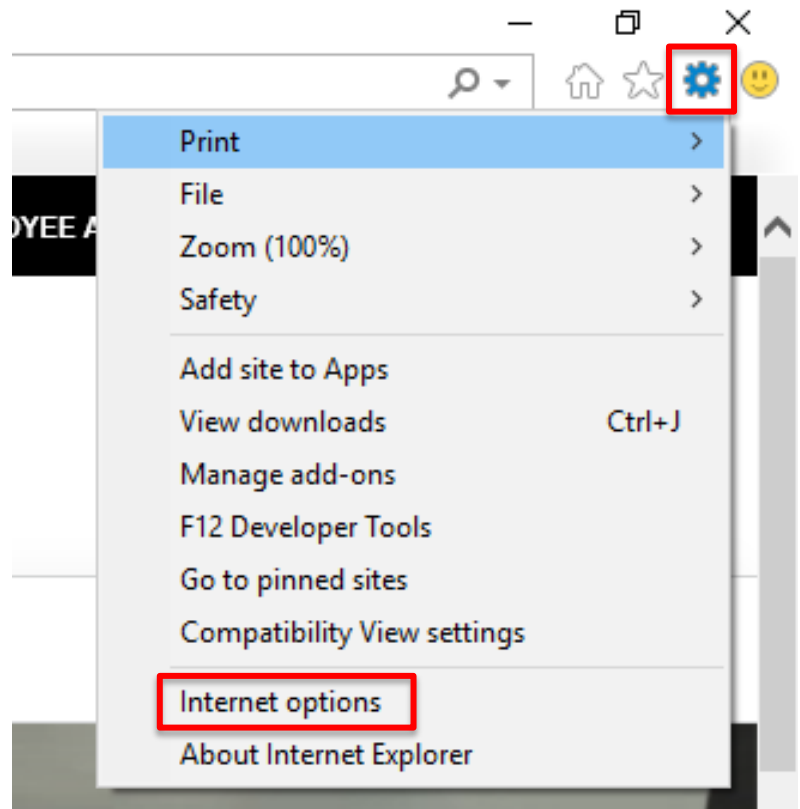 Print
File
OYEE A
Zoom (100%)
Safety
Add site to Apps
View downloads Ctrl+J
Manage add-ons
F12 Developer Tools
Go to pinned sites
Compatibility View settings
Internet options
About Internet Explorer